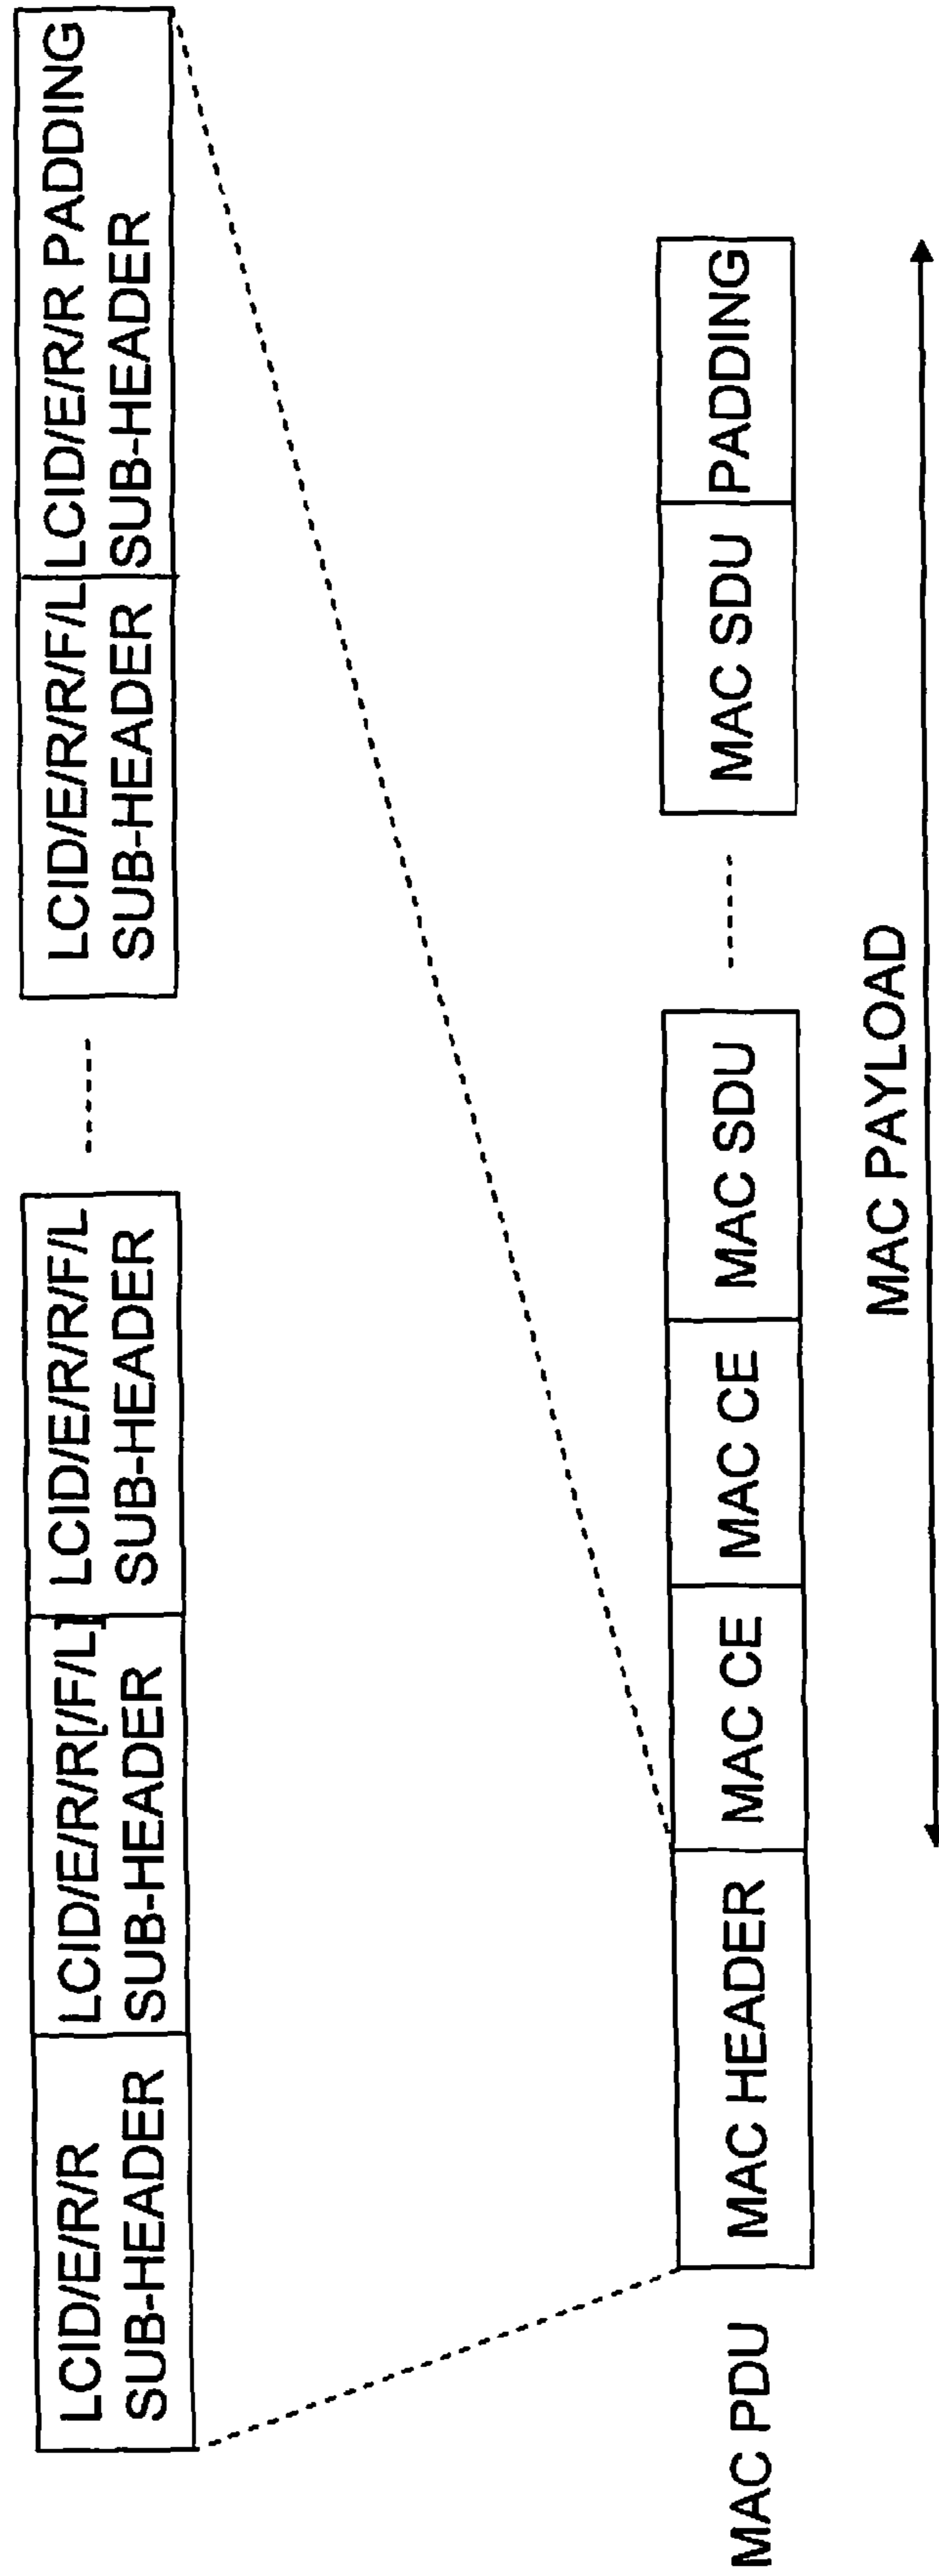 LCID/E/R/R
SUB-HEADER
LCID/E/R/R[/F/L]
SUB-HEADER
LCID/E/R/R/F/L
SUB-HEADER
LCID/E/R/R/F/L
SUB-HEADER
LCID/E/R/R PADDING
SUB-HEADER
MAC PDU
MAC HEADER
MAC CE
MAC CE
MAC SDU
MAC SDU
PADDING
MAC PAYLOAD